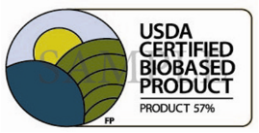 USDA
CERTIFIED
BIOBASED
PRODUCT
PRODUCT 57%
FP